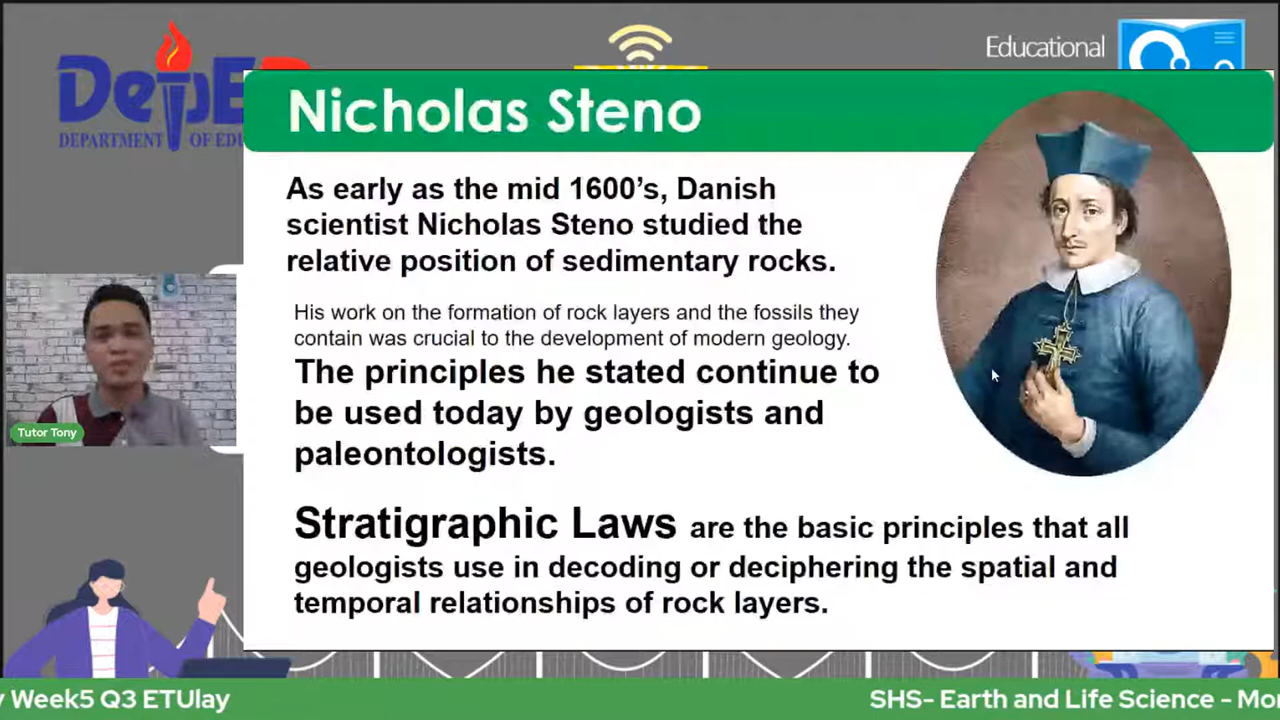 DepED
DEPARTMENT OF EDU
Educational
Nicholas Steno
As early as the mid 1600's, Danish
scientist Nicholas Steno studied the
relative position of sedimentary rocks.
His work on the formation of rock layers and the fossils they
contain was crucial to the development of modern geology.
The principles he stated continue to
be used today by geologists and
paleontologists.
Stratigraphic Laws are the basic principles that all
geologists use in decoding or deciphering the spatial and
temporal relationships of rock layers.
Tutor Tony
y Week5 Q3 ETUlay
SHS- Earth and Life Science - Mo